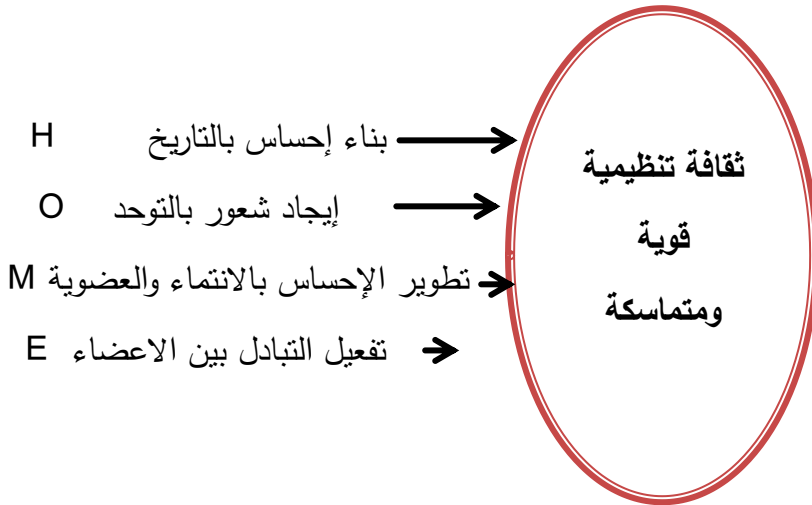 ثقافة تنظيمية
قوية
ومتماسكة
بناء إحساس بالتاريخ H
إيجاد شعور بالتوحد O
تطوير الإحساس بالانتماء والعضوية M
تفعيل التبادل بين الاعضاء E